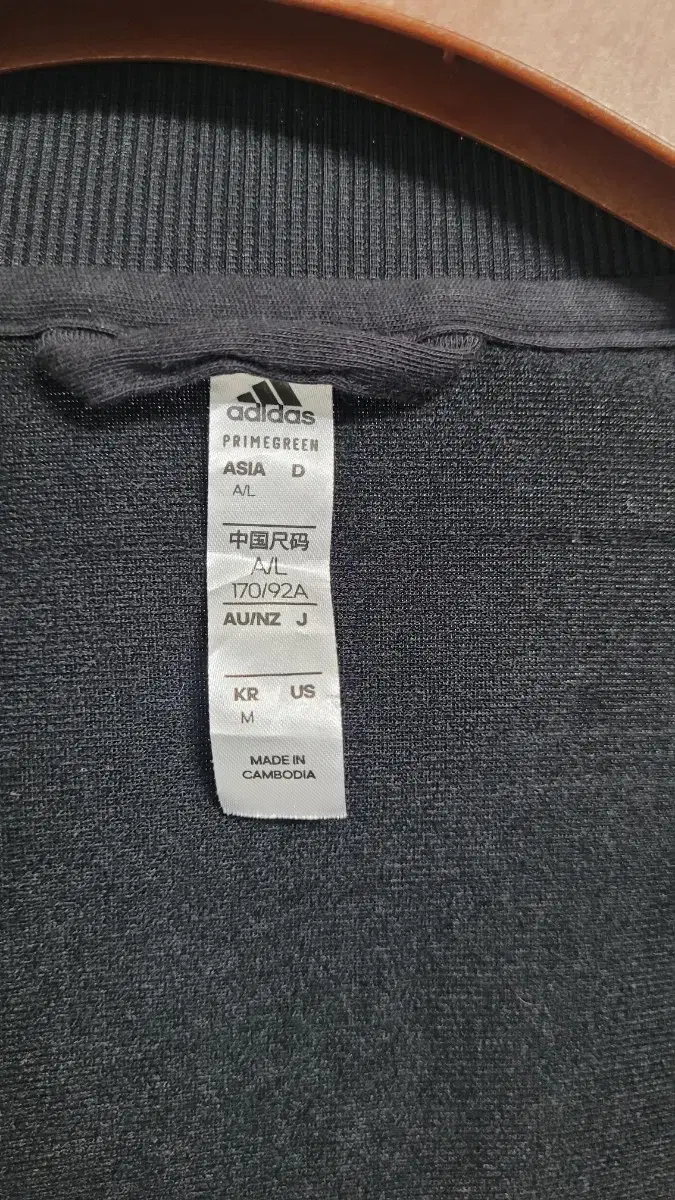 adidas
PRIMEGREEN
ASIA D
A/L
中国尺码
A/L
170/92A
AU/NZ J
KR US
M
MADE IN
CAMBODIA